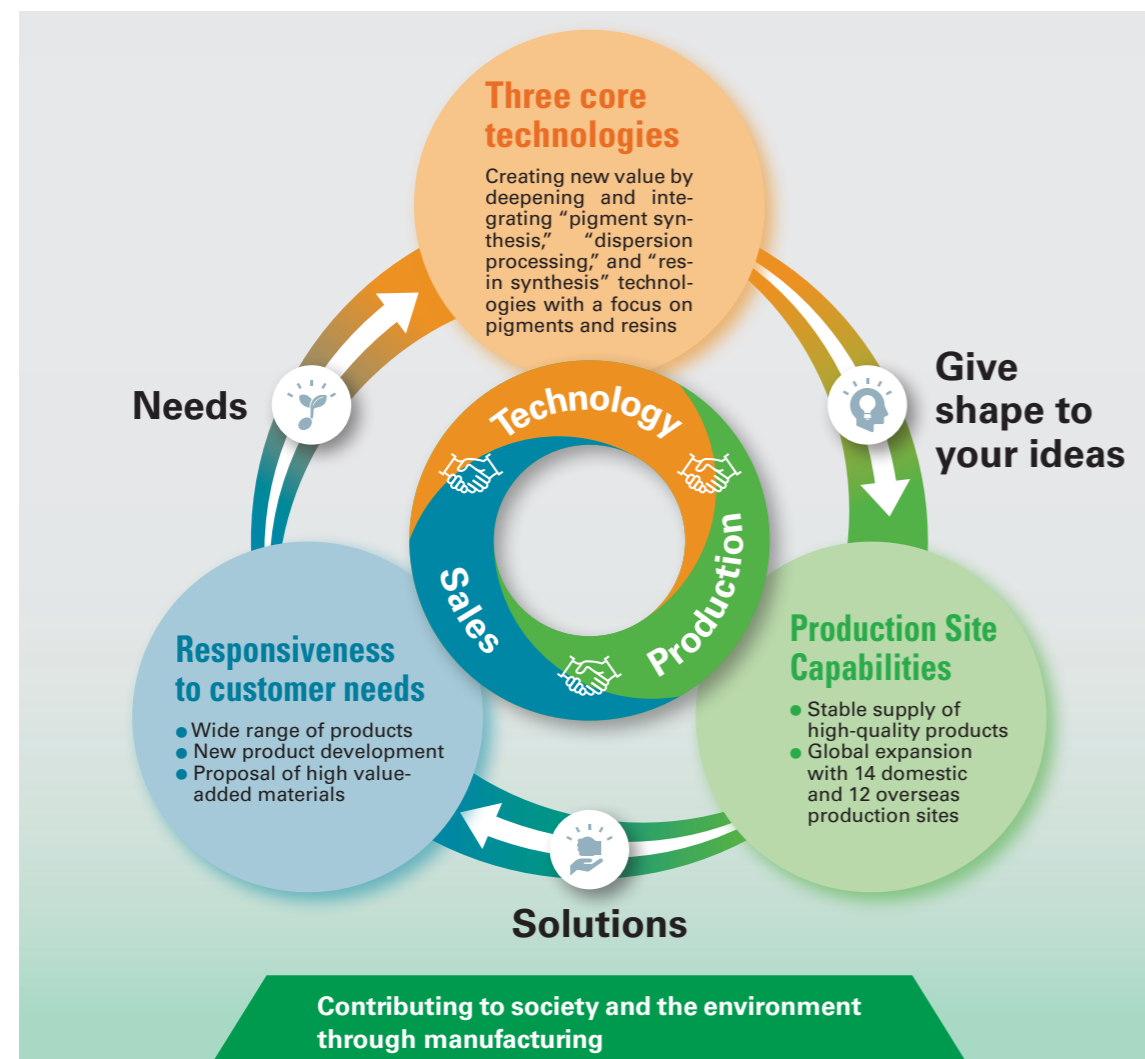 Three core
technologies
Creating new value by
deepening and inte-
grating “pigment syn-
thesis,” “dispersion
processing,” and “res-
in synthesis” technol-
ogies with a focus on
pigments and resins
Needs
Give
shape to
your ideas
Technology
Production
Sales
Responsiveness
to customer needs
● Wide range of products
● New product development
● Proposal of high value-
added materials
Production Site
Capabilities
● Stable supply of
high-quality products
● Global expansion
with 14 domestic
and 12 overseas
production sites
Solutions
Contributing to society and the environment
through manufacturing